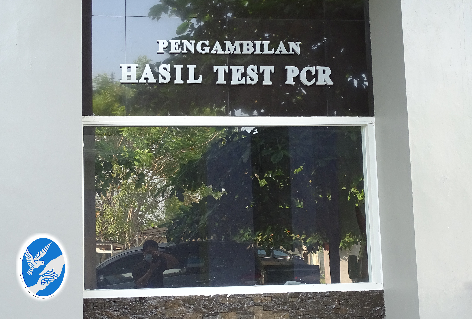 PENGAMBILAN
HASIL TEST PCR